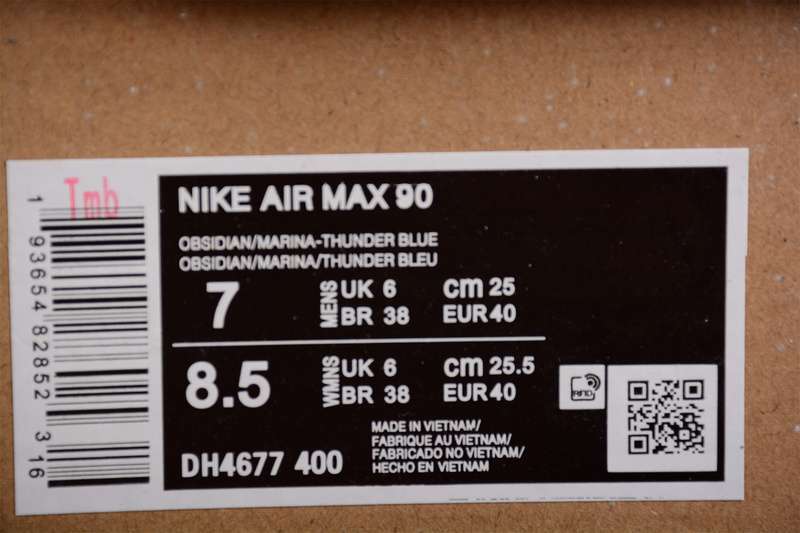 Tmb
1 93654 82852 3 16
NIKE AIR MAX 90
OBSIDIAN/MARINA-THUNDER BLUE
OBSIDIAN/MARINA/THUNDER BLEU
7 MENS UK 6 cm 25
BR 38 EUR 40
8.5 WMNS UK 6 cm 25.5
BR 38 EUR 40
MADE IN VIETNAM/
FABRIQUE AU VIETNAM/
FABRICADO NO VIETNAM/
HECHO EN VIETNAM
DH4677 400
RFID